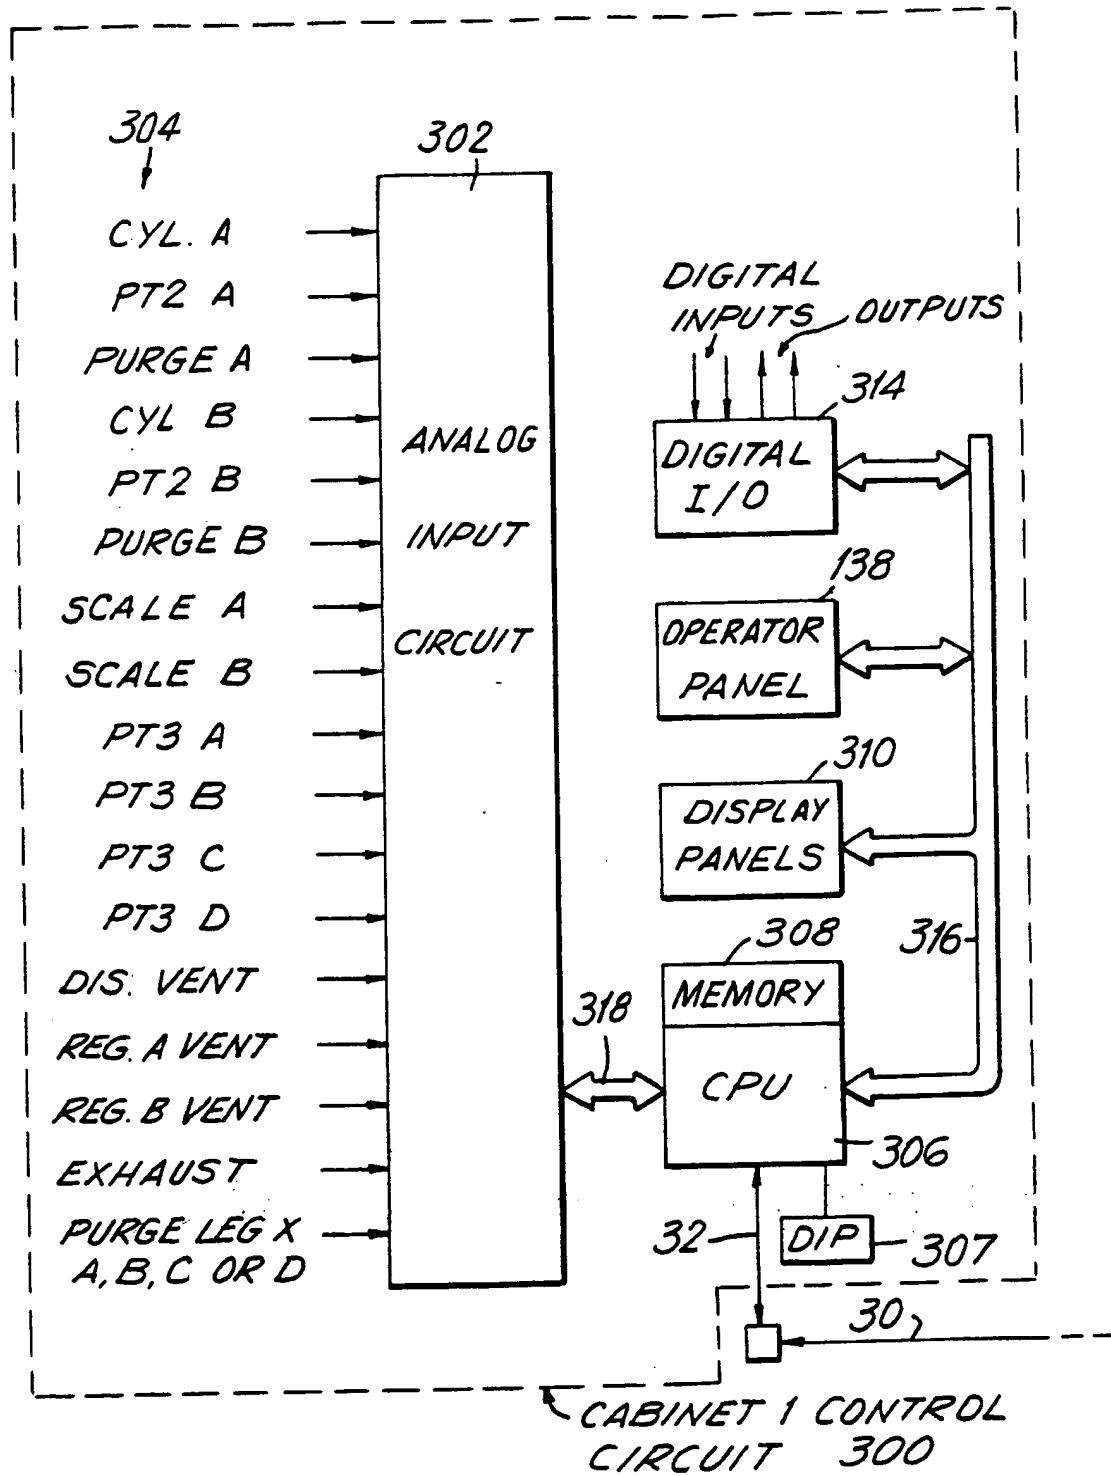 304
302
CYL. A
PT2 A
PURGE A
CYL B
PT2 B
PURGE B
SCALE A
SCALE B
PT3 A
PT3 B
PT3 C
PT3 D
DIS. VENT
REG. A VENT
REG. B VENT
EXHAUST
PURGE LEG X
A, B, C OR D
ANALOG
INPUT
CIRCUIT
DIGITAL
INPUTS
OUTPUTS
314
DIGITAL
I/O
138
OPERATOR
PANEL
310
DISPLAY
PANELS
316
308
MEMORY
318
CPU
306
32
DIP
307
30
CABINET 1 CONTROL
CIRCUIT 300